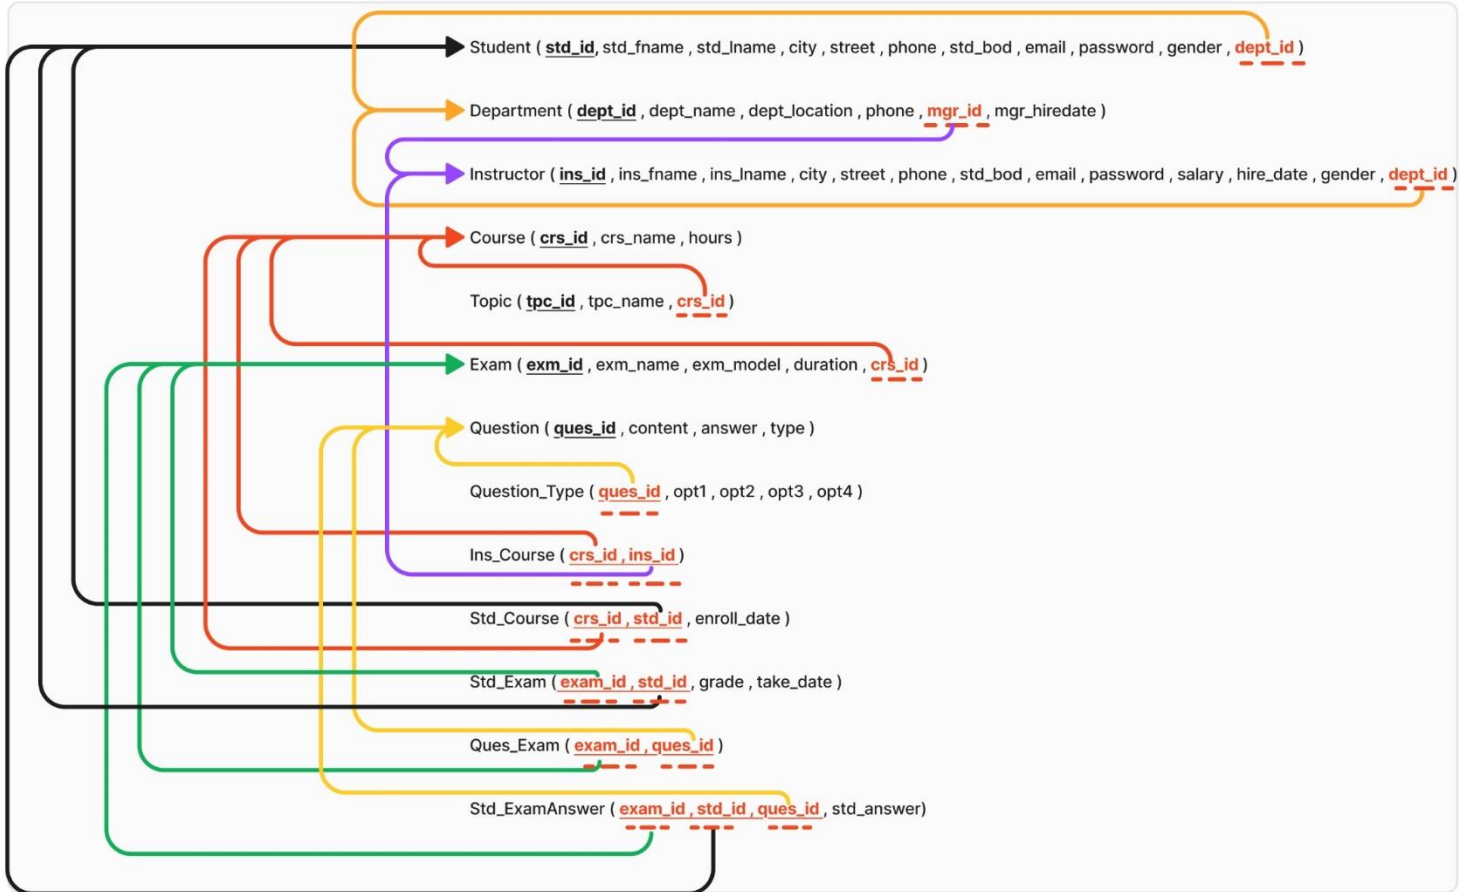 Student ( std_id, std_fname , std_lname , city , street , phone , std_bod , email , password , gender , dept_id )
Department ( dept_id , dept_name , dept_location , phone , mgr_id , mgr_hiredate )
Instructor ( ins_id , ins_fname , ins_lname , city , street , phone , std_bod , email , password , salary , hire_date , gender , dept_id )
Course ( crs_id , crs_name , hours )
Topic ( tpc_id , tpc_name , crs_id )
Exam ( exm_id , exm_name , exm_model , duration , crs_id )
Question ( ques_id , content , answer , type )
Question_Type ( ques_id , opt1 , opt2 , opt3 , opt4 )
Ins_Course ( crs_id , ins_id )
Std_Course ( crs_id , std_id , enroll_date )
Std_Exam ( exam_id , std_id , grade , take_date )
Ques_Exam ( exam_id , ques_id )
Std_ExamAnswer ( exam_id , std_id , ques_id , std_answer)